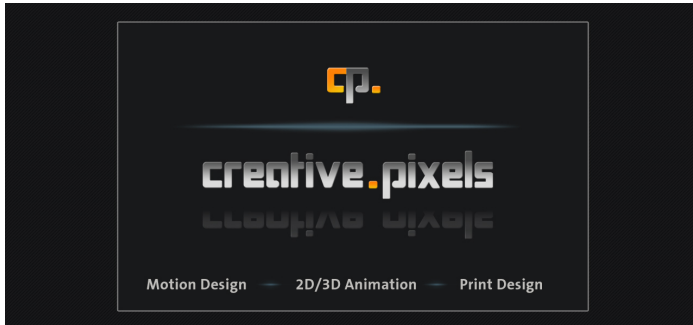 cp.
creative.pixels
Motion Design – 2D/3D Animation – Print Design